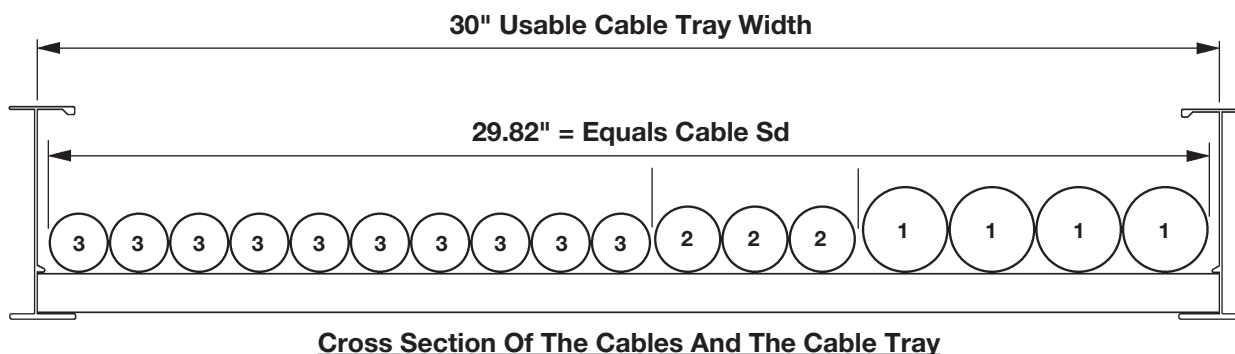 30" Usable Cable Tray Width
29.82" = Equals Cable Sd
3 3 3 3 3 3 3 3 3 3 2 2 2 1 1 1 1
Cross Section Of The Cables And The Cable Tray